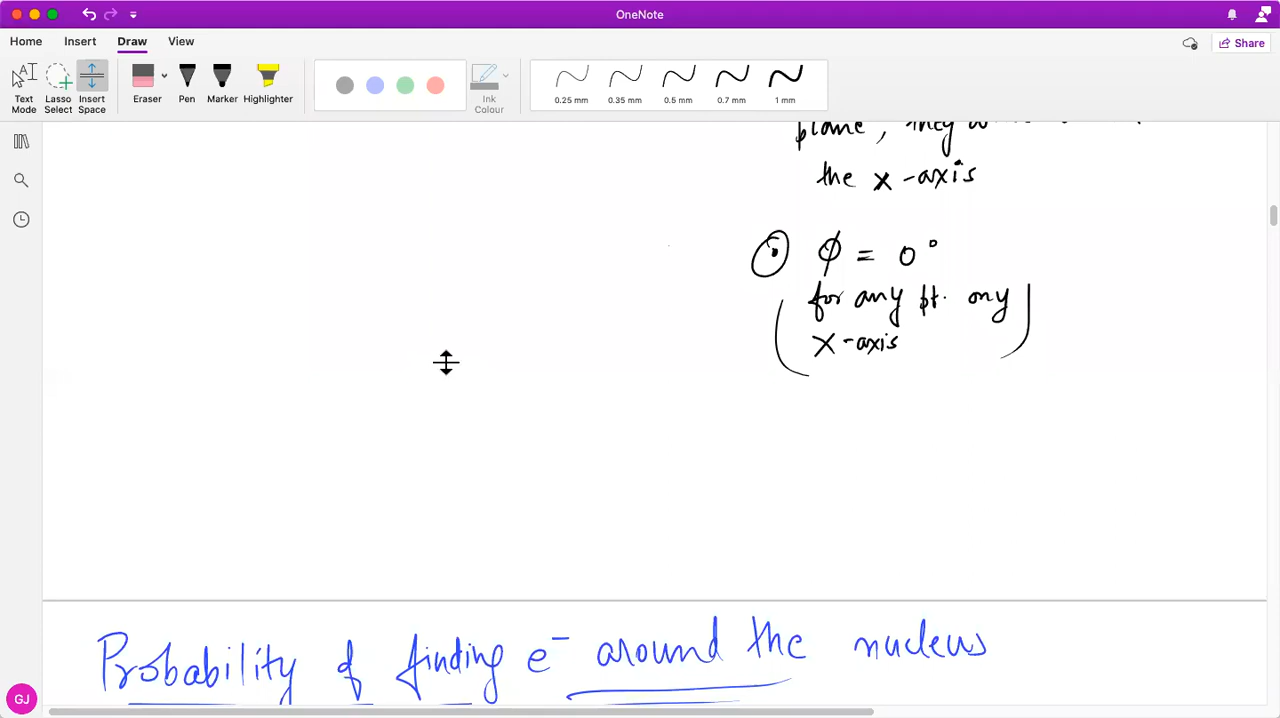 OneNote
Home Insert Draw View
Share
Text Mode
Lasso Select
Insert Space
Eraser
Pen
Marker
Highlighter
Ink Colour
0.25 mm
0.35 mm
0.5 mm
0.7 mm
1 mm
plane, they
the x-axis
ϕ = 0°
(for any pt. ony
X-axis)
Probability of finding e⁻ around the nucleus
GJ